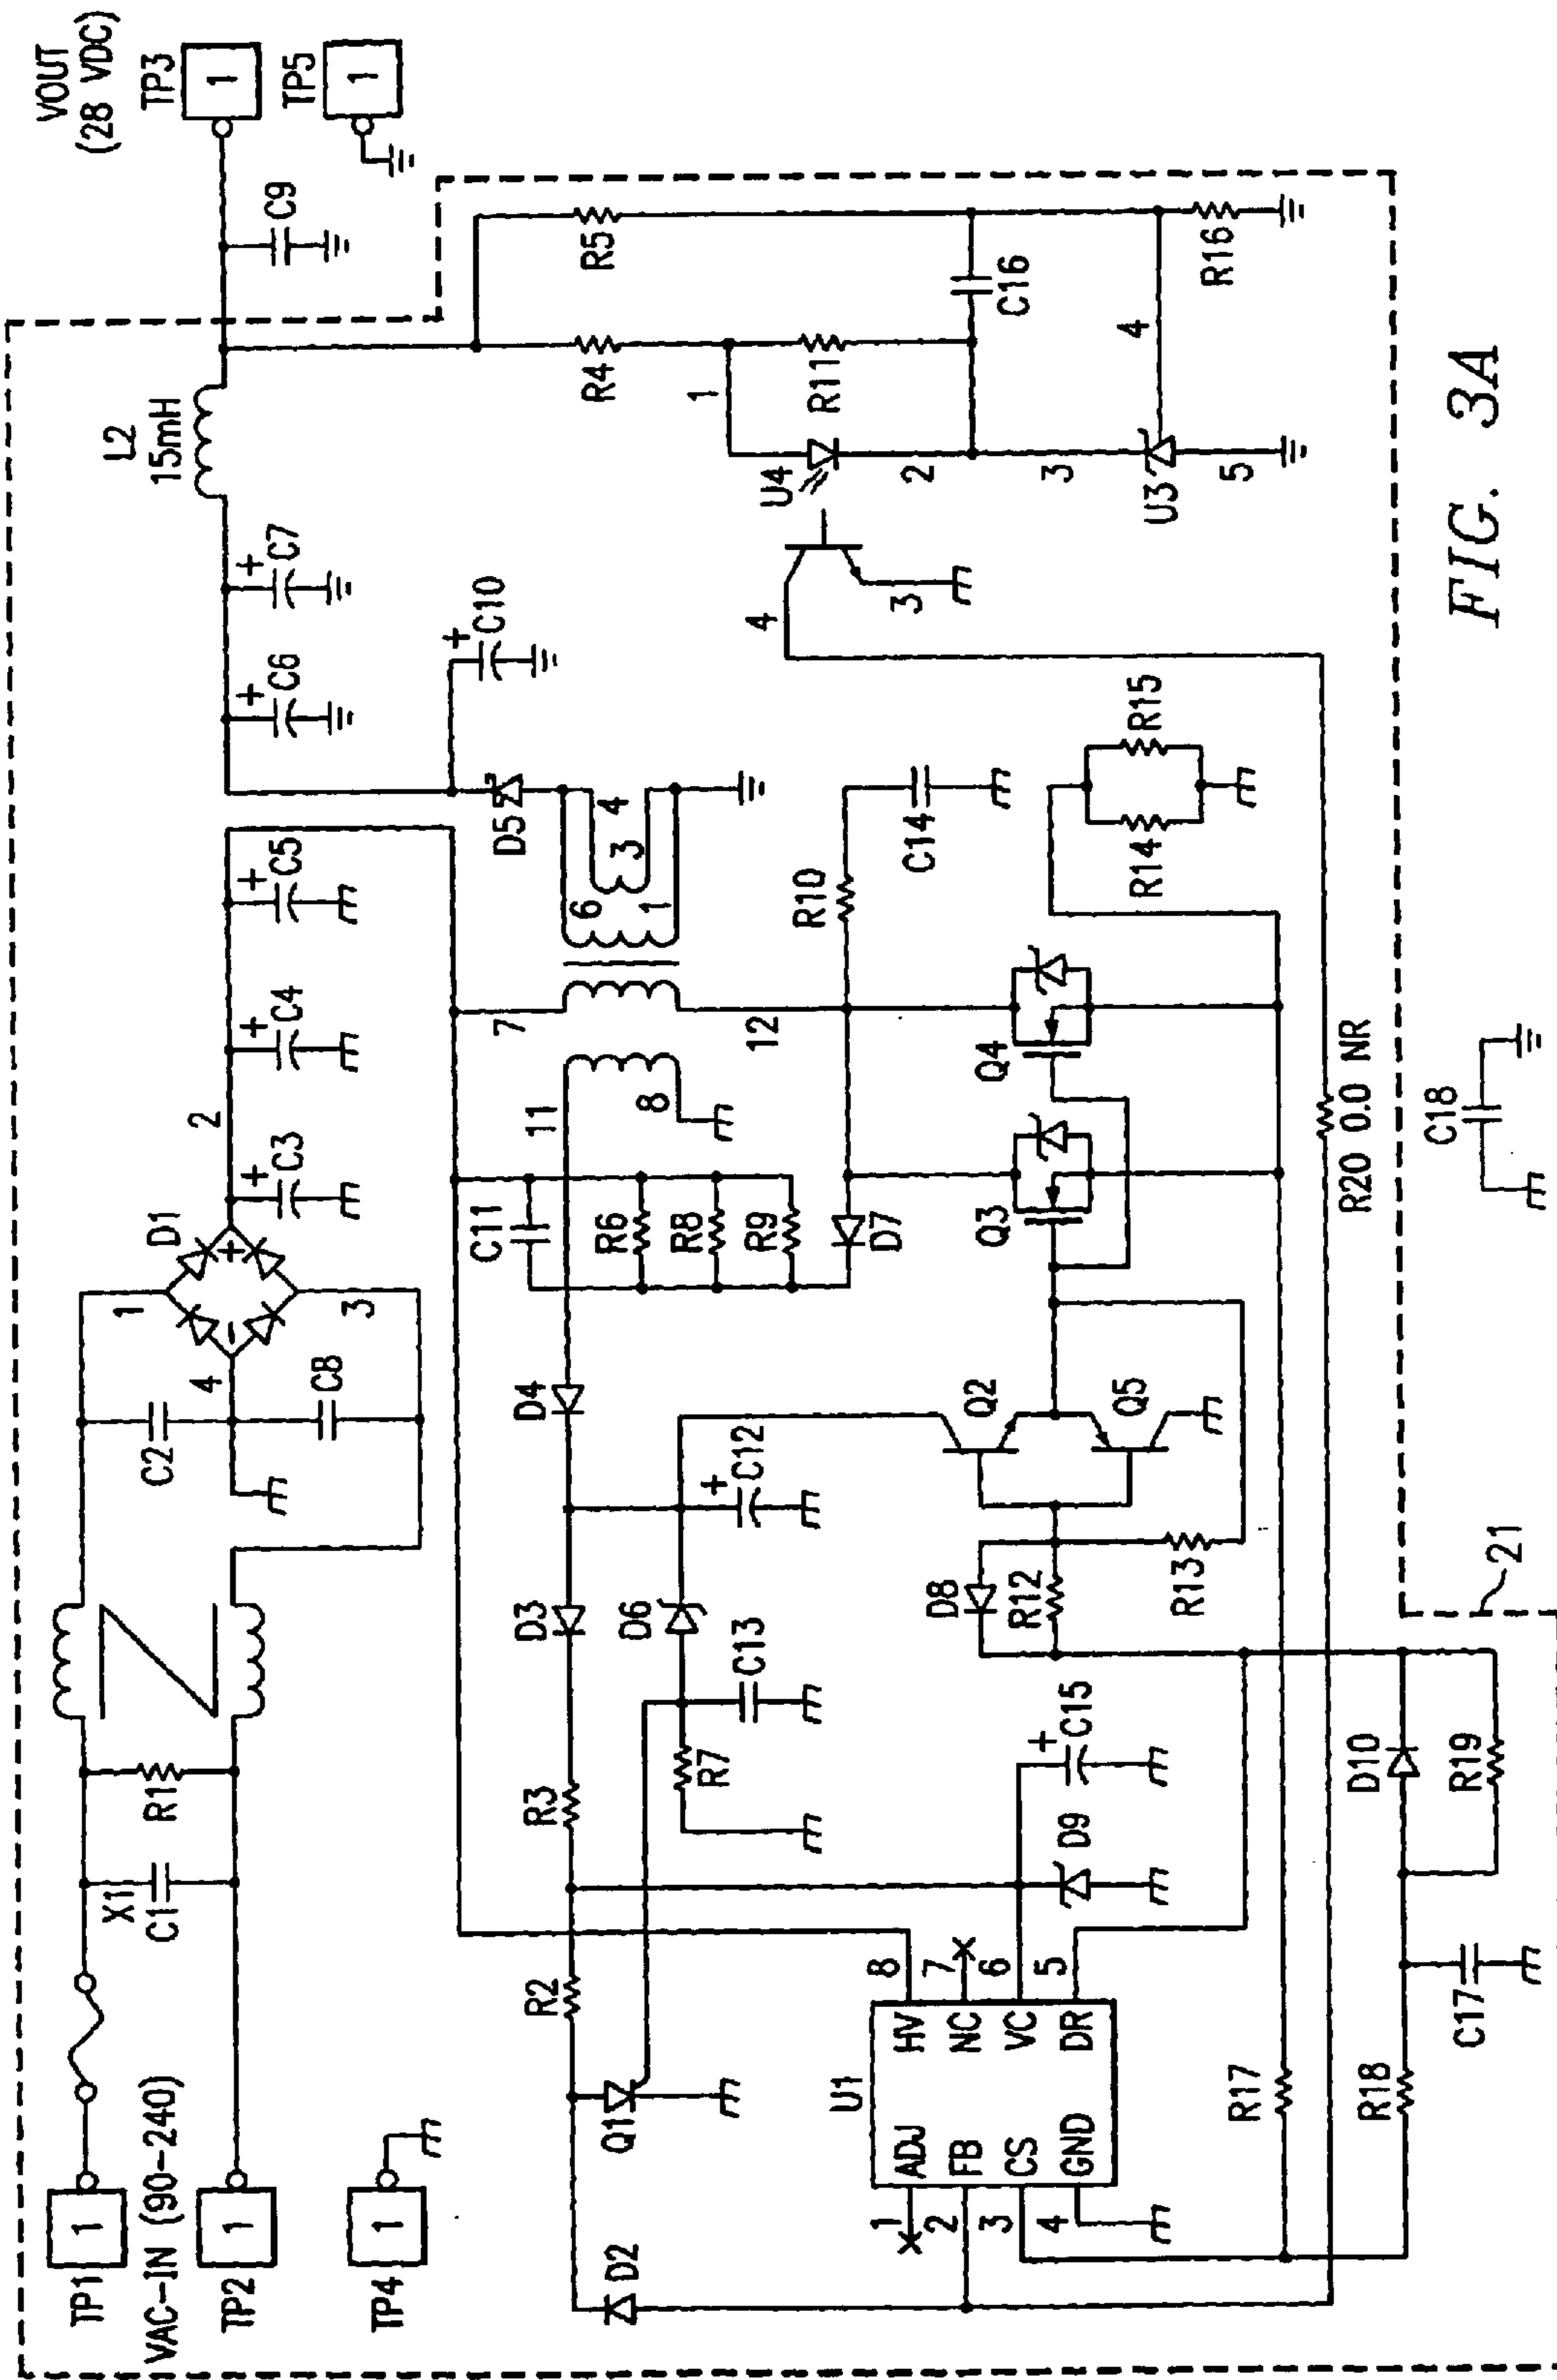 TP1
1
VAC-IN (90-240)
TP2
1
TP4
1
X1
C1
R1
C2
4
C8
1
3
D1
2
+
-
+
C3
+
C4
+
C5
+
C6
+
C7
L2
15mH
VOUT
(28 VDC)
TP3
1
TP5
1
C9
D2
Q1
R2
R3
D3
D6
R7
C13
D4
+
C12
C11
R6
R8
R9
D7
11
8
7
12
6
1
3
4
D5
+
C10
R10
C14
R4
1
R11
R5
U4
2
C16
3
U3
4
5
R16
4
3
U1
ADJ
FB
CS
GND
HV
NC
VC
DR
1
2
3
4
8
7
6
5
D9
+
C15
D8
R12
R13
Q2
Q5
Q3
Q4
R14
R15
R17
R20 0.0 NR
R18
C17
D10
R19
21
C18
FIG. 3A